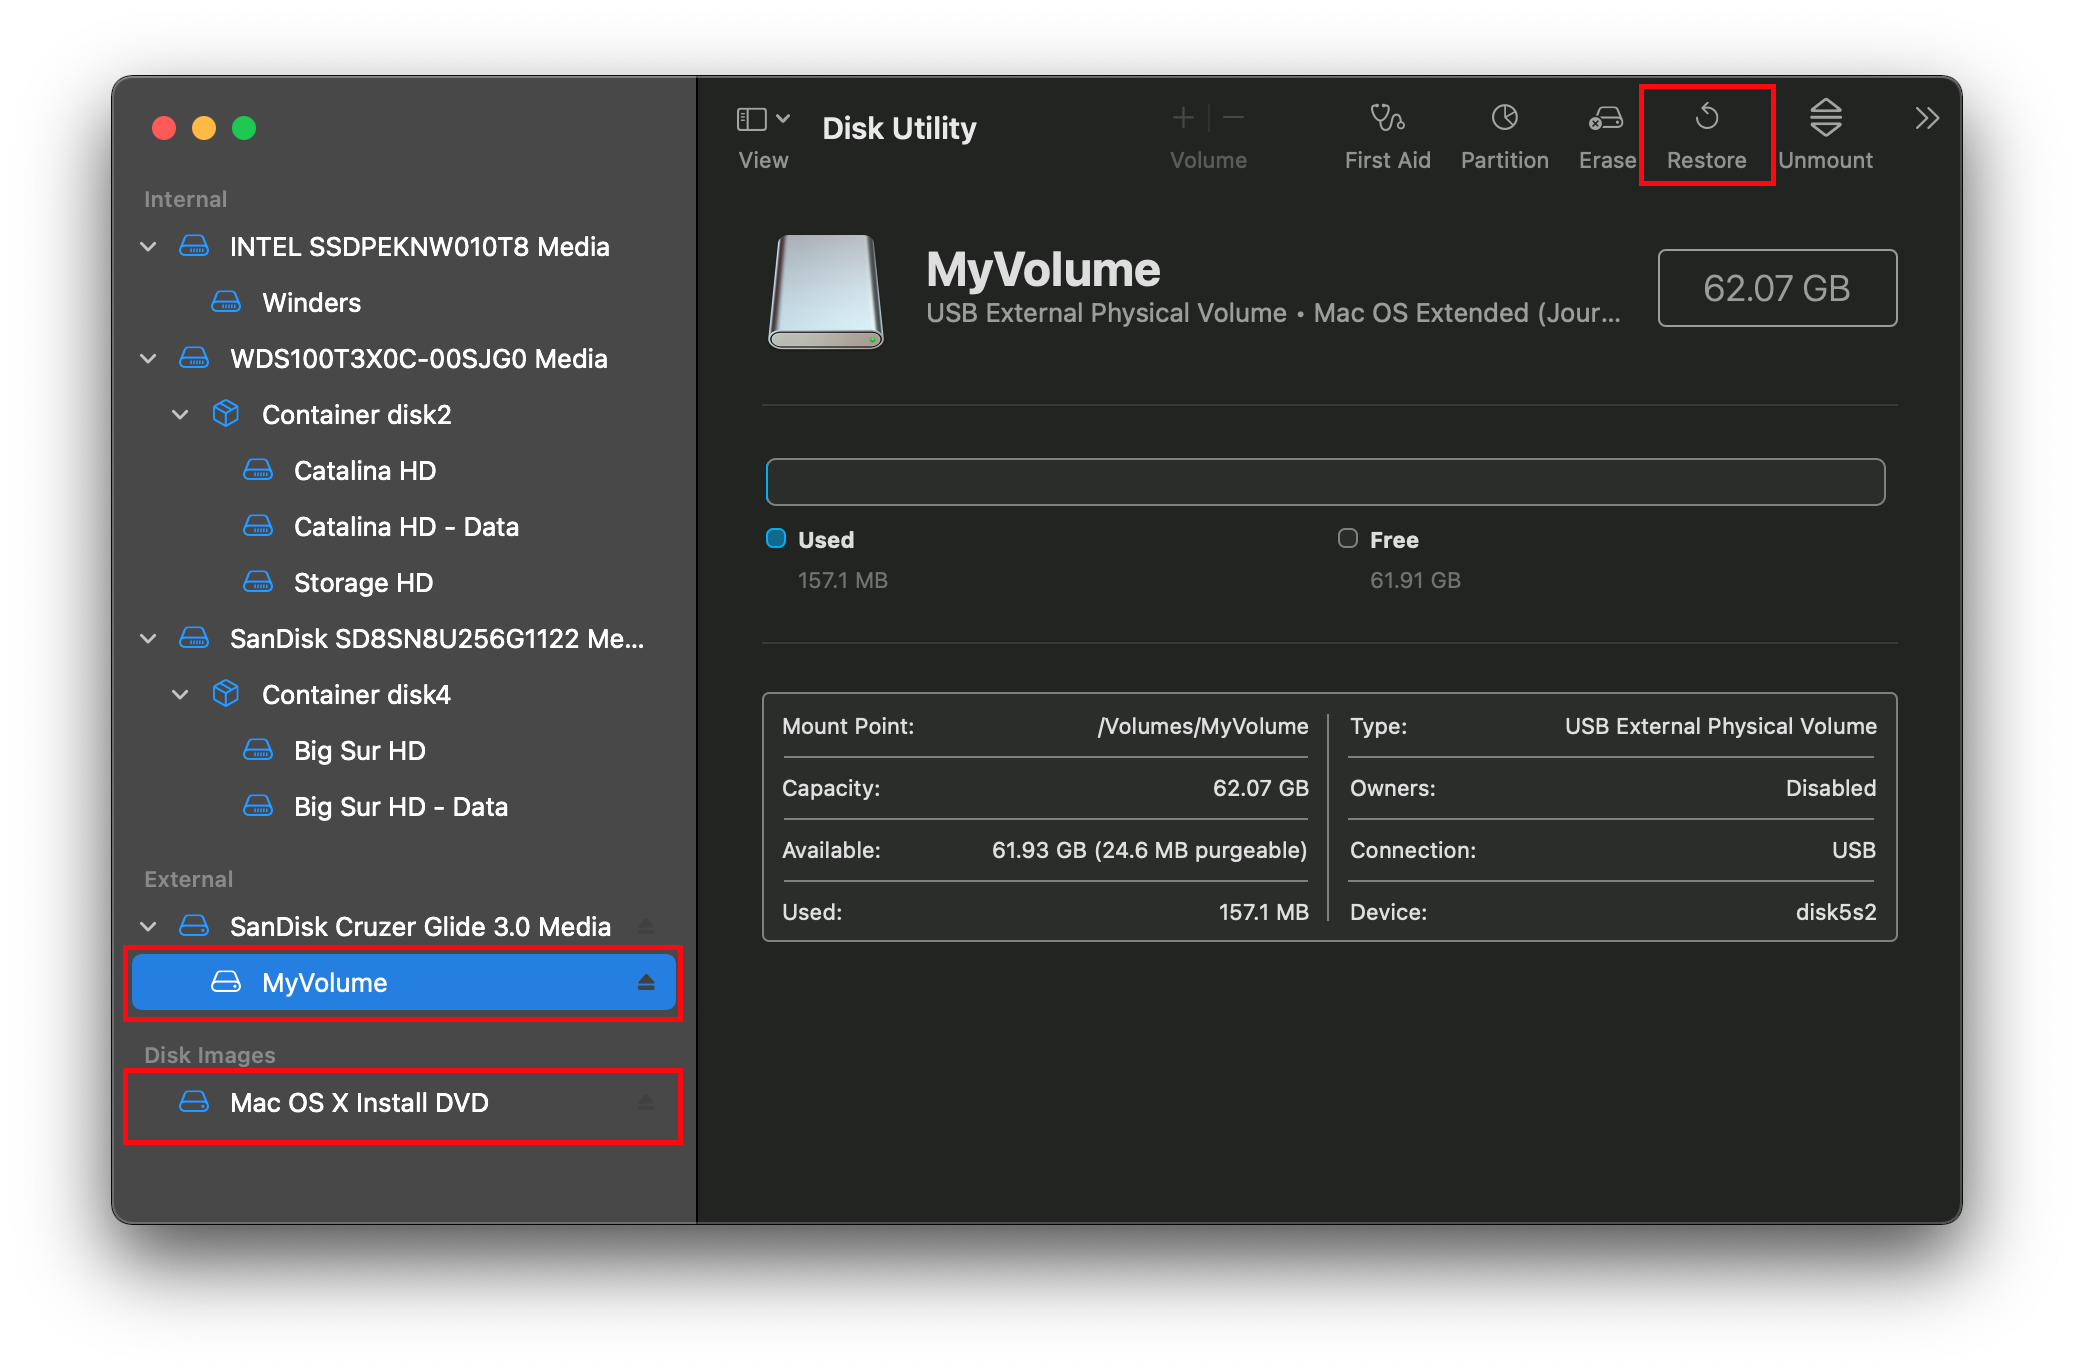 Internal
INTEL SSDPEKNW010T8 Media
Winders
WDS100T3X0C-00SJG0 Media
Container disk2
Catalina HD
Catalina HD - Data
Storage HD
SanDisk SD8SN8U256G1122 Me...
Container disk4
Big Sur HD
Big Sur HD - Data
External
SanDisk Cruzer Glide 3.0 Media
MyVolume
Disk Images
Mac OS X Install DVD
View
Disk Utility
Volume
First Aid
Partition
Erase
Restore
Unmount
MyVolume
USB External Physical Volume • Mac OS Extended (Jour...
62.07 GB
Used
157.1 MB
Free
61.91 GB
Mount Point: /Volumes/MyVolume
Capacity: 62.07 GB
Available: 61.93 GB (24.6 MB purgeable)
Used: 157.1 MB
Type: USB External Physical Volume
Owners: Disabled
Connection: USB
Device: disk5s2